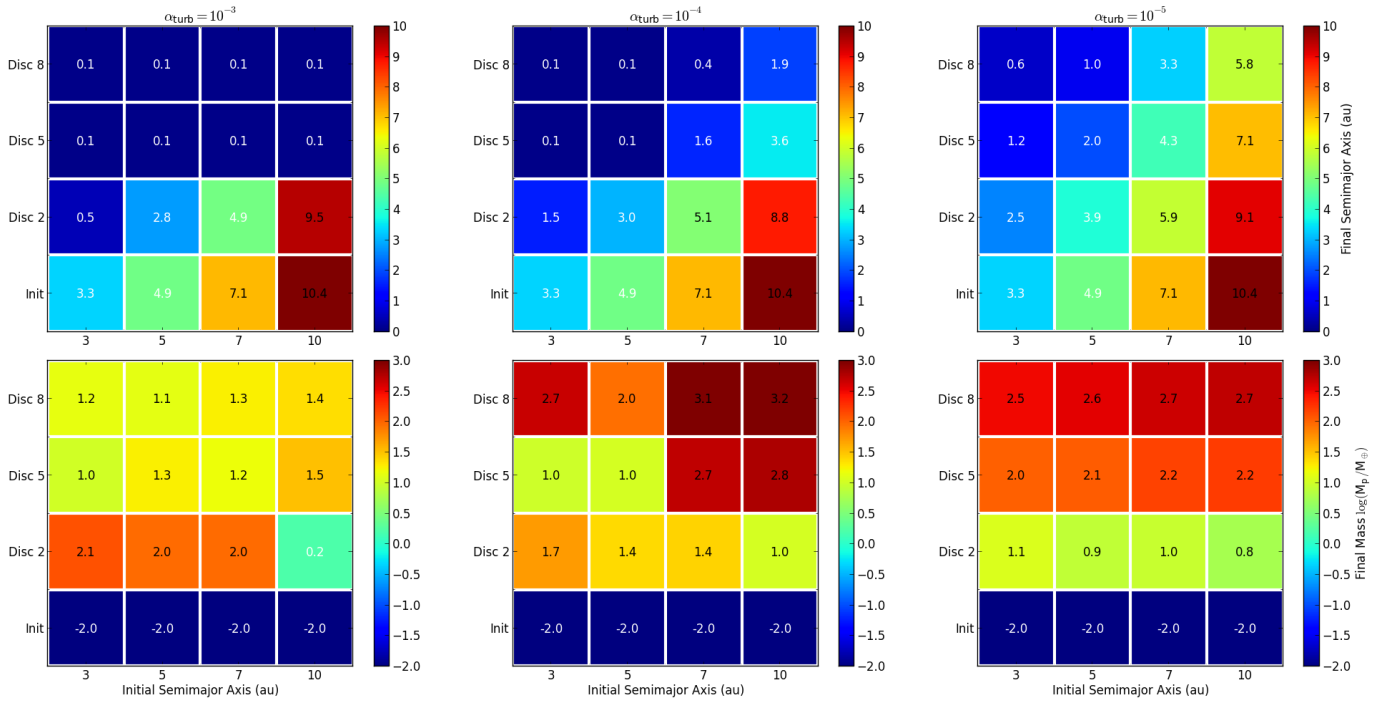 α_turb = 10^-3
α_turb = 10^-4
α_turb = 10^-5
Disc 8 0.1 0.1 0.1 0.1
Disc 5 0.1 0.1 0.1 0.1
Disc 2 0.5 2.8 4.9 9.5
Init 3.3 4.9 7.1 10.4
3 5 7 10
10
9
8
7
6
5
4
3
2
1
0
Disc 8 0.1 0.1 0.4 1.9
Disc 5 0.1 0.1 1.6 3.6
Disc 2 1.5 3.0 5.1 8.8
Init 3.3 4.9 7.1 10.4
3 5 7 10
10
9
8
7
6
5
4
3
2
1
0
Disc 8 0.6 1.0 3.3 5.8
Disc 5 1.2 2.0 4.3 7.1
Disc 2 2.5 3.9 5.9 9.1
Init 3.3 4.9 7.1 10.4
3 5 7 10
10
9
8
7
6
5
4
3
2
1
0
Final Semimajor Axis (au)
Disc 8 1.2 1.1 1.3 1.4
Disc 5 1.0 1.3 1.2 1.5
Disc 2 2.1 2.0 2.0 0.2
Init -2.0 -2.0 -2.0 -2.0
3 5 7 10
Initial Semimajor Axis (au)
3.0
2.5
2.0
1.5
1.0
0.5
0.0
−0.5
−1.0
−1.5
−2.0
Disc 8 2.7 2.0 3.1 3.2
Disc 5 1.0 1.0 2.7 2.8
Disc 2 1.7 1.4 1.4 1.0
Init -2.0 -2.0 -2.0 -2.0
3 5 7 10
Initial Semimajor Axis (au)
3.0
2.5
2.0
1.5
1.0
0.5
0.0
−0.5
−1.0
−1.5
−2.0
Disc 8 2.5 2.6 2.7 2.7
Disc 5 2.0 2.1 2.2 2.2
Disc 2 1.1 0.9 1.0 0.8
Init -2.0 -2.0 -2.0 -2.0
3 5 7 10
Initial Semimajor Axis (au)
3.0
2.5
2.0
1.5
1.0
0.5
0.0
−0.5
−1.0
−1.5
−2.0
Final Mass log(M_p/M_⊕)